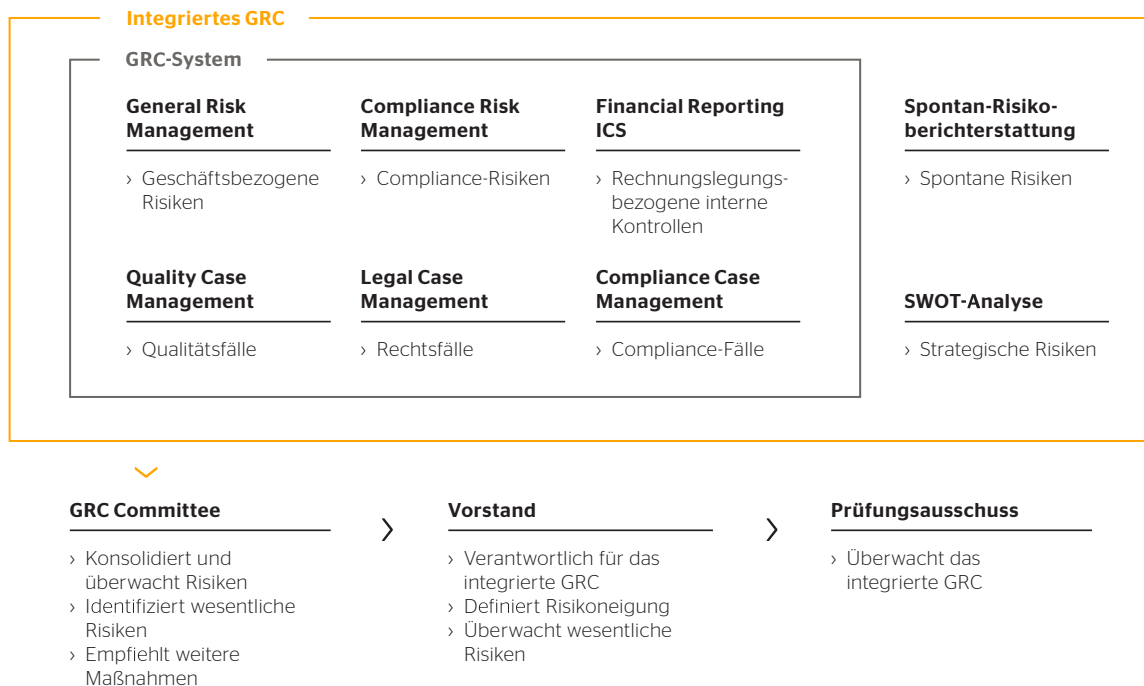 Integriertes GRC
GRC-System
General Risk
Management
› Geschäftsbezogene
Risiken
Compliance Risk
Management
› Compliance-Risiken
Financial Reporting
ICS
› Rechnungslegungs-
bezogene interne
Kontrollen
Spontan-Risiko-
berichterstattung
› Spontane Risiken
Quality Case
Management
› Qualitätsfälle
Legal Case
Management
› Rechtsfälle
Compliance Case
Management
› Compliance-Fälle
SWOT-Analyse
› Strategische Risiken
GRC Committee
› Konsolidiert und
überwacht Risiken
› Identifiziert wesentliche
Risiken
› Empfiehlt weitere
Maßnahmen
Vorstand
› Verantwortlich für das
integrierte GRC
› Definiert Risikoneigung
› Überwacht wesentliche
Risiken
Prüfungsausschuss
› Überwacht das
integrierte GRC